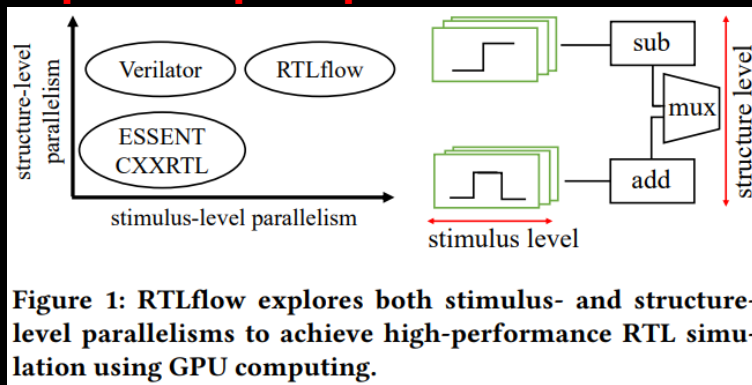 structure-level
parallelism
Verilator
RTLflow
ESSENT
CXXRTL
stimulus-level parallelism
sub
mux
add
structure level
stimulus level
Figure 1: RTLflow explores both stimulus- and structure-
level parallelisms to achieve high-performance RTL simu-
lation using GPU computing.